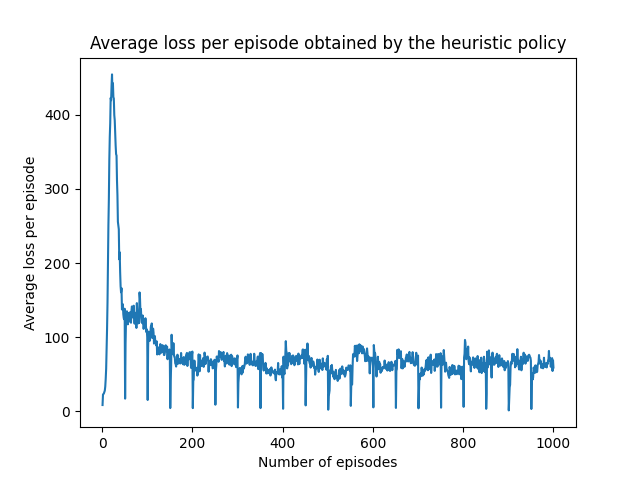 Average loss per episode obtained by the heuristic policy
Average loss per episode
400
300
200
100
0
0 200 400 600 800 1000
Number of episodes